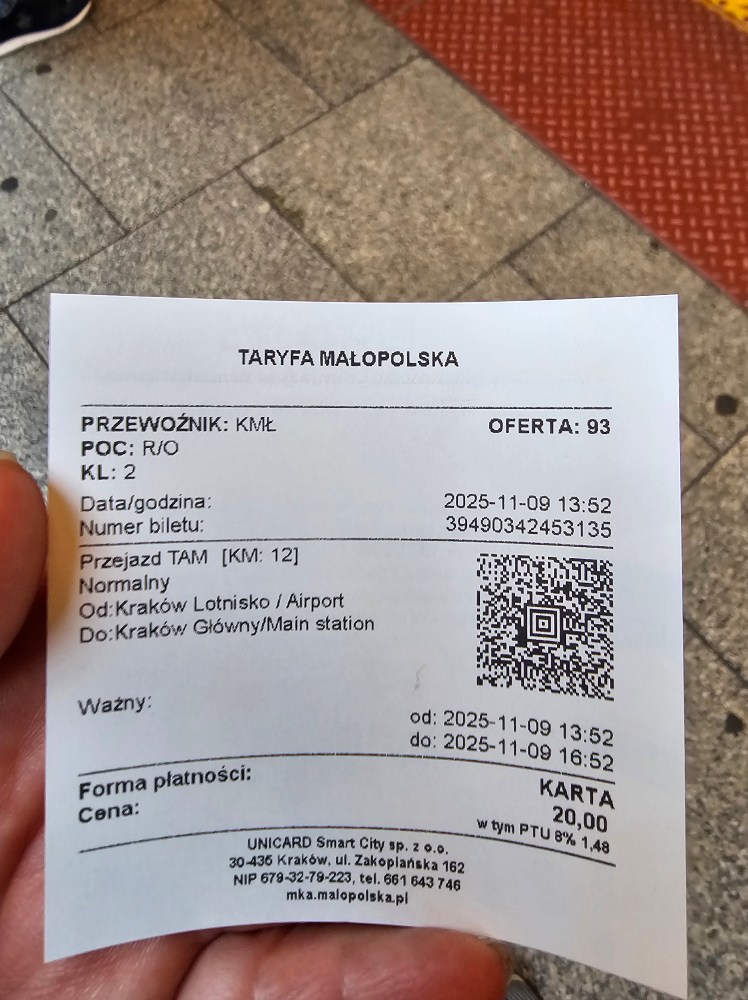 TARYFA MAŁOPOLSKA
PRZEWOŹNIK: KMŁ OFERTA: 93
POC: R/O
KL: 2
Data/godzina: 2025-11-09 13:52
Numer biletu: 39490342453135
Przejazd TAM [KM: 12]
Normalny
Od:Kraków Lotnisko / Airport
Do:Kraków Główny/Main station
Ważny:
od: 2025-11-09 13:52
do: 2025-11-09 16:52
Forma płatności: KARTA
Cena: 20,00
w tym PTU 8% 1,48
UNICARD Smart City sp. z o.o.
30-435 Kraków, ul. Zakopiańska 162
NIP 679-32-79-223, tel. 661 643 746
mka.malopolska.pl